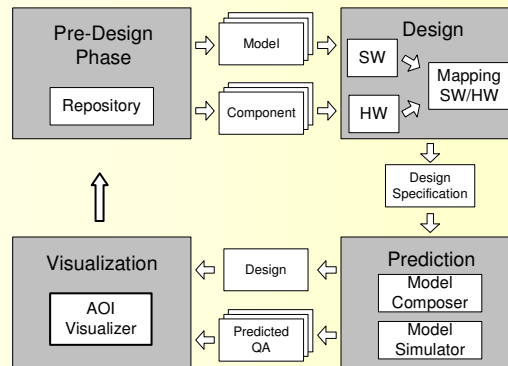 Pre-Design
Phase
Repository
Model
Component
Design
SW
HW
Mapping
SW/HW
Design
Specification
Visualization
AOI
Visualizer
Design
Predicted
QA
Prediction
Model
Composer
Model
Simulator